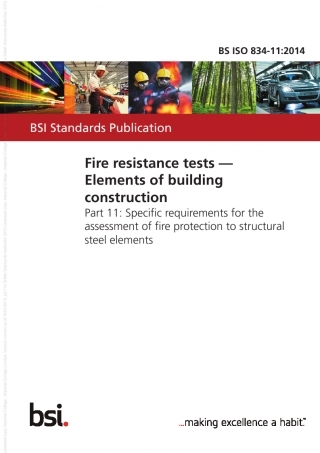 BS ISO 834-11:2014
BSI Standards Publication
Fire resistance tests —
Elements of building
construction
Part 11: Specific requirements for the
assessment of fire protection to structural
steel elements
bsi.
...making excellence a habit.™